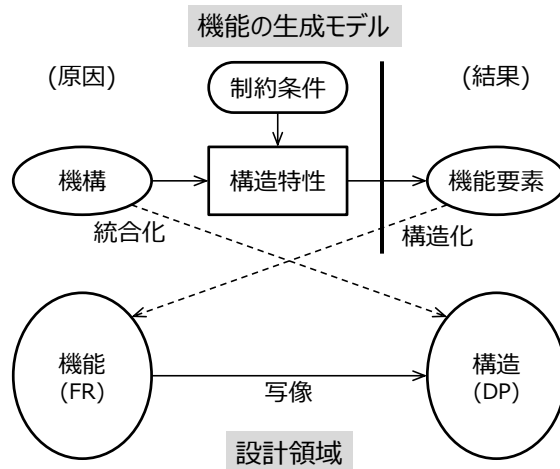 機能の生成モデル
(原因)
(結果)
制約条件
機構
構造特性
機能要素
統合化
構造化
機能
(FR)
写像
構造
(DP)
設計領域